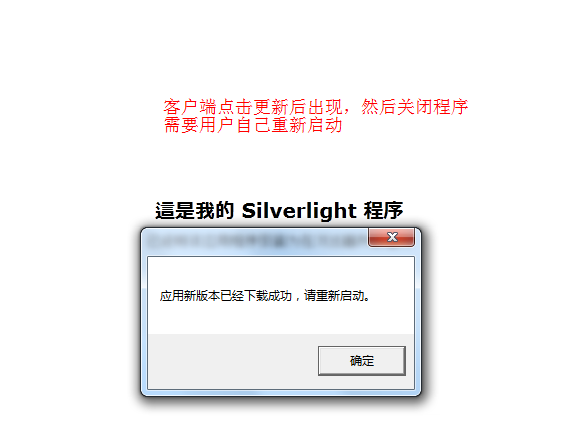 客户端点击更新后出现，然后关闭程序
需要用户自己重新启动
這是我的 Silverlight 程序
应用新版本已经下载成功，请重新启动。
确定